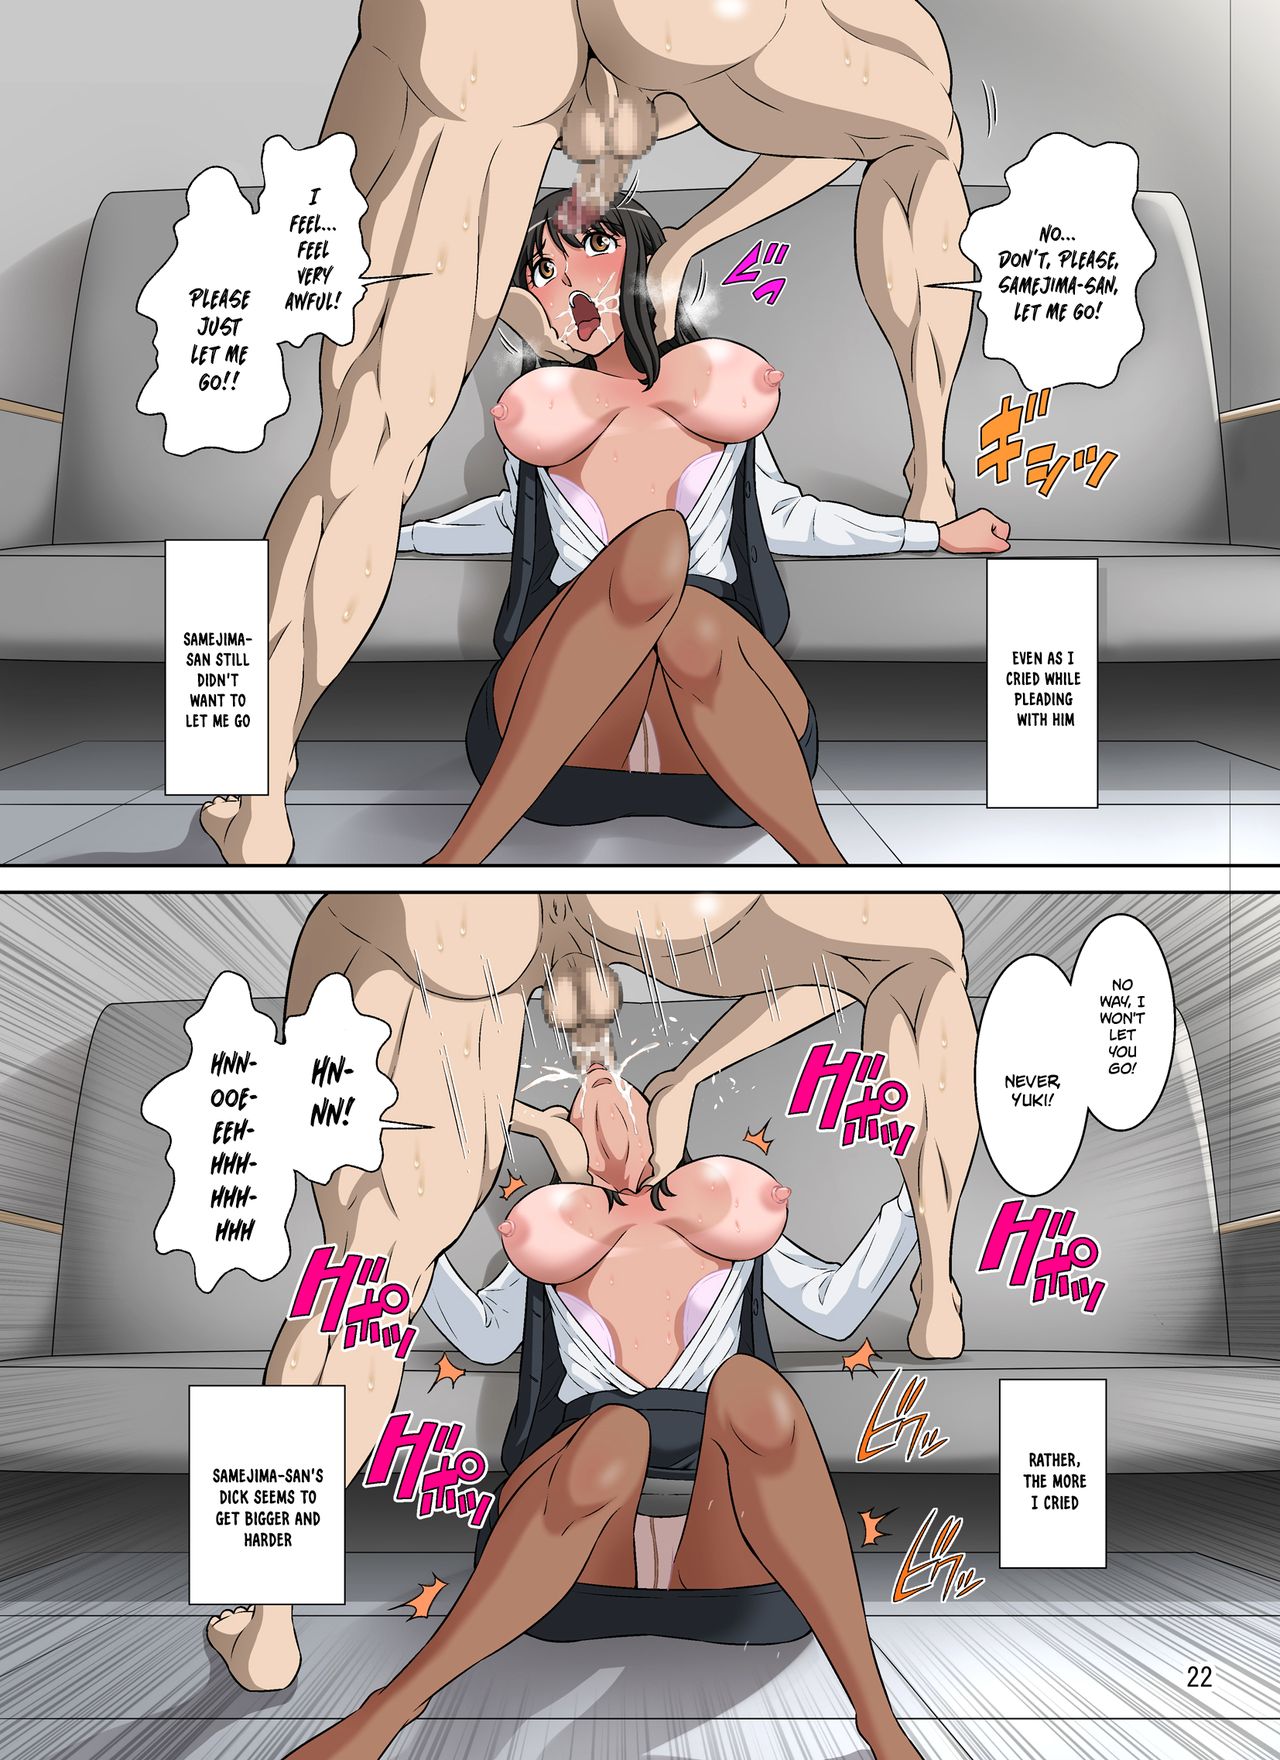 NO...
DON'T, PLEASE,
SAMEJIMA-SAN,
LET ME GO!
ギシッ
I
FEEL...
FEEL
VERY
AWFUL!
PLEASE
JUST
LET ME
GO!!
EVEN AS I
CRIED WHILE
PLEADING
WITH HIM
SAMEJIMA-
SAN STILL
DIDN'T
WANT TO
LET ME GO
NO
WAY, I
WON'T
LET
YOU
GO!
NEVER,
YUKI!
グポッ
グポッ
HN-
NN!
HNN-
OOE-
EEH-
HHH-
HHH-
HHH
グポッ
グポッ
ビクッ
ビクッ
RATHER,
THE MORE
I CRIED
SAMEJIMA-SAN'S
DICK SEEMS TO
GET BIGGER AND
HARDER
22